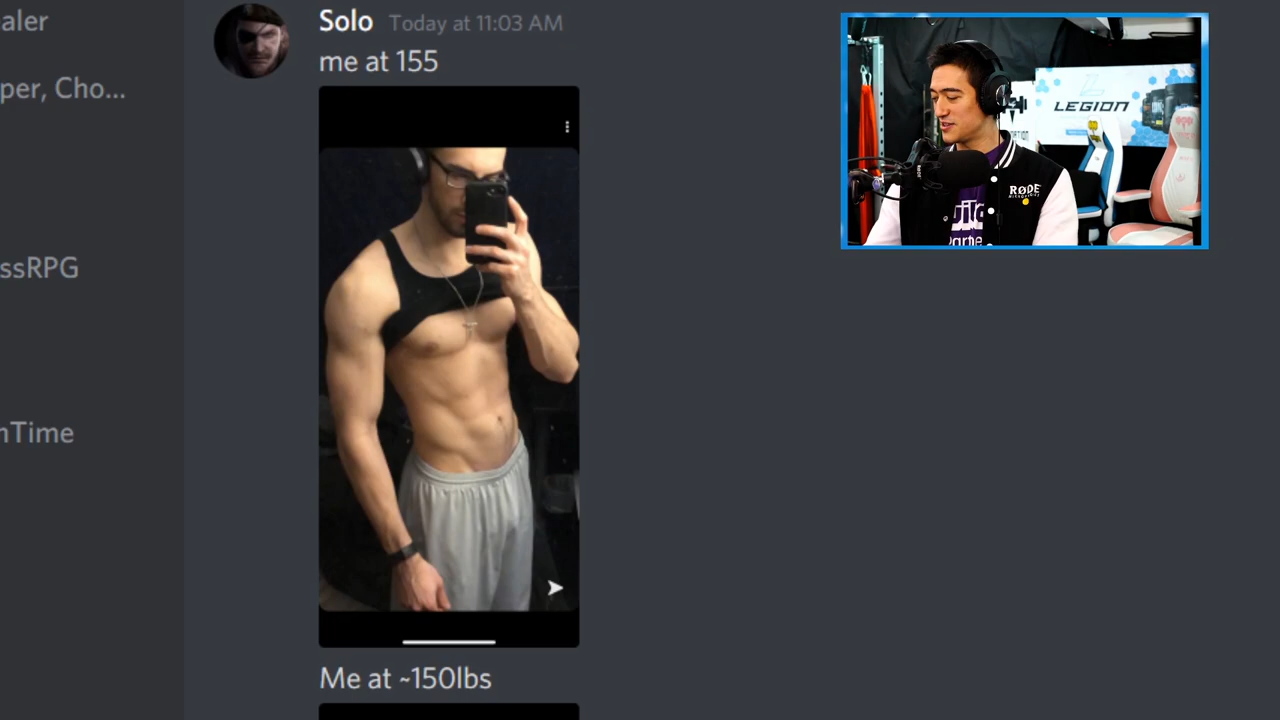 aler
per, Cho...
ssRPG
nTime
Solo Today at 11:03 AM
me at 155
Me at ~150lbs
LEGION
RØDE